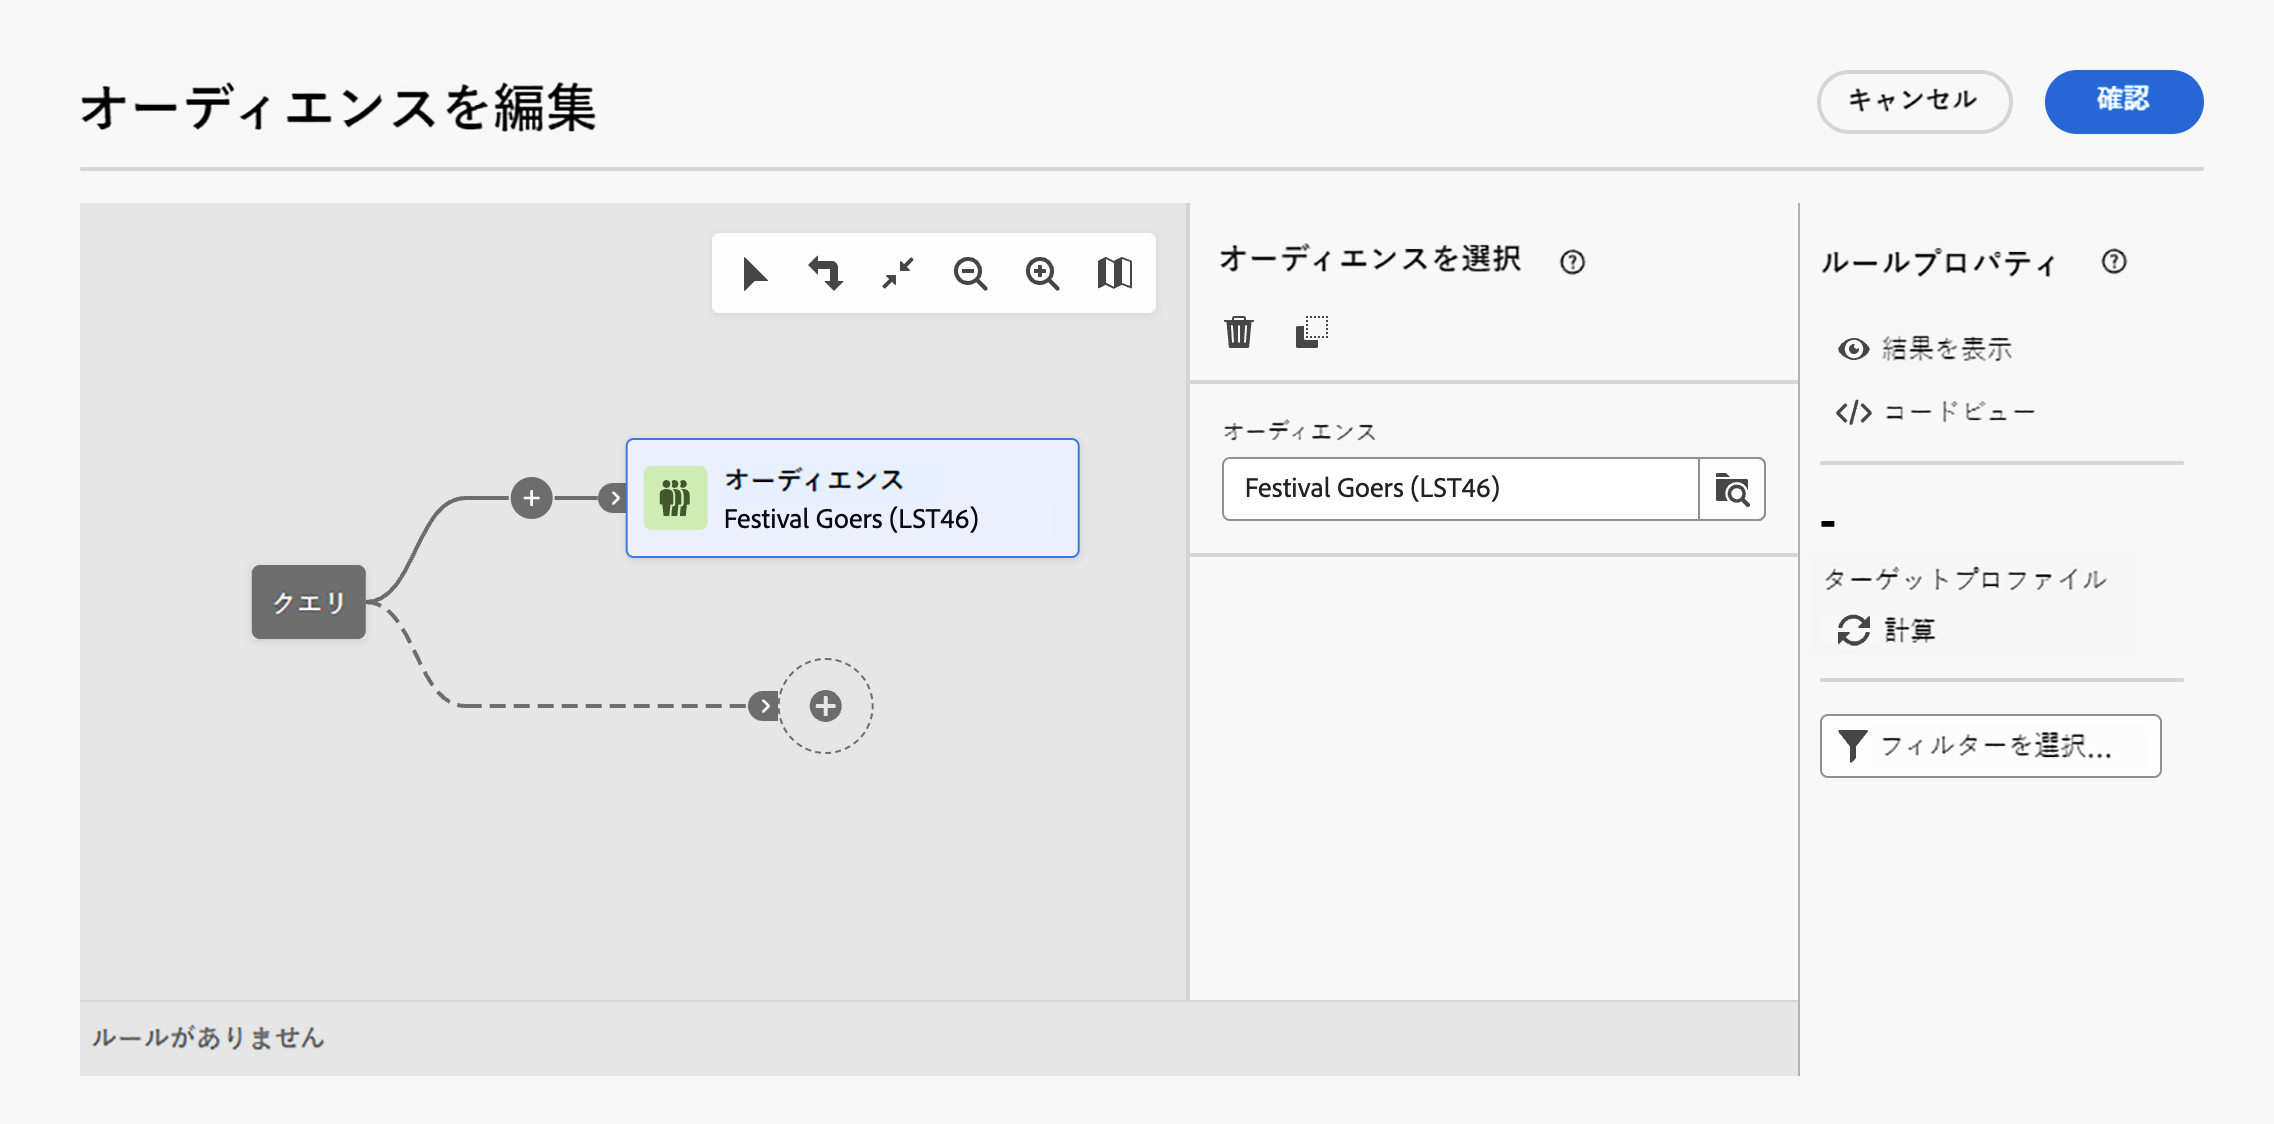 オーディエンスを編集
キャンセル
確認
オーディエンス
Festival Goers (LST46)
クエリ
ルールがありません
オーディエンスを選択
オーディエンス
Festival Goers (LST46)
ルールプロパティ
結果を表示
コードビュー
-
ターゲットプロファイル
計算
フィルターを選択...